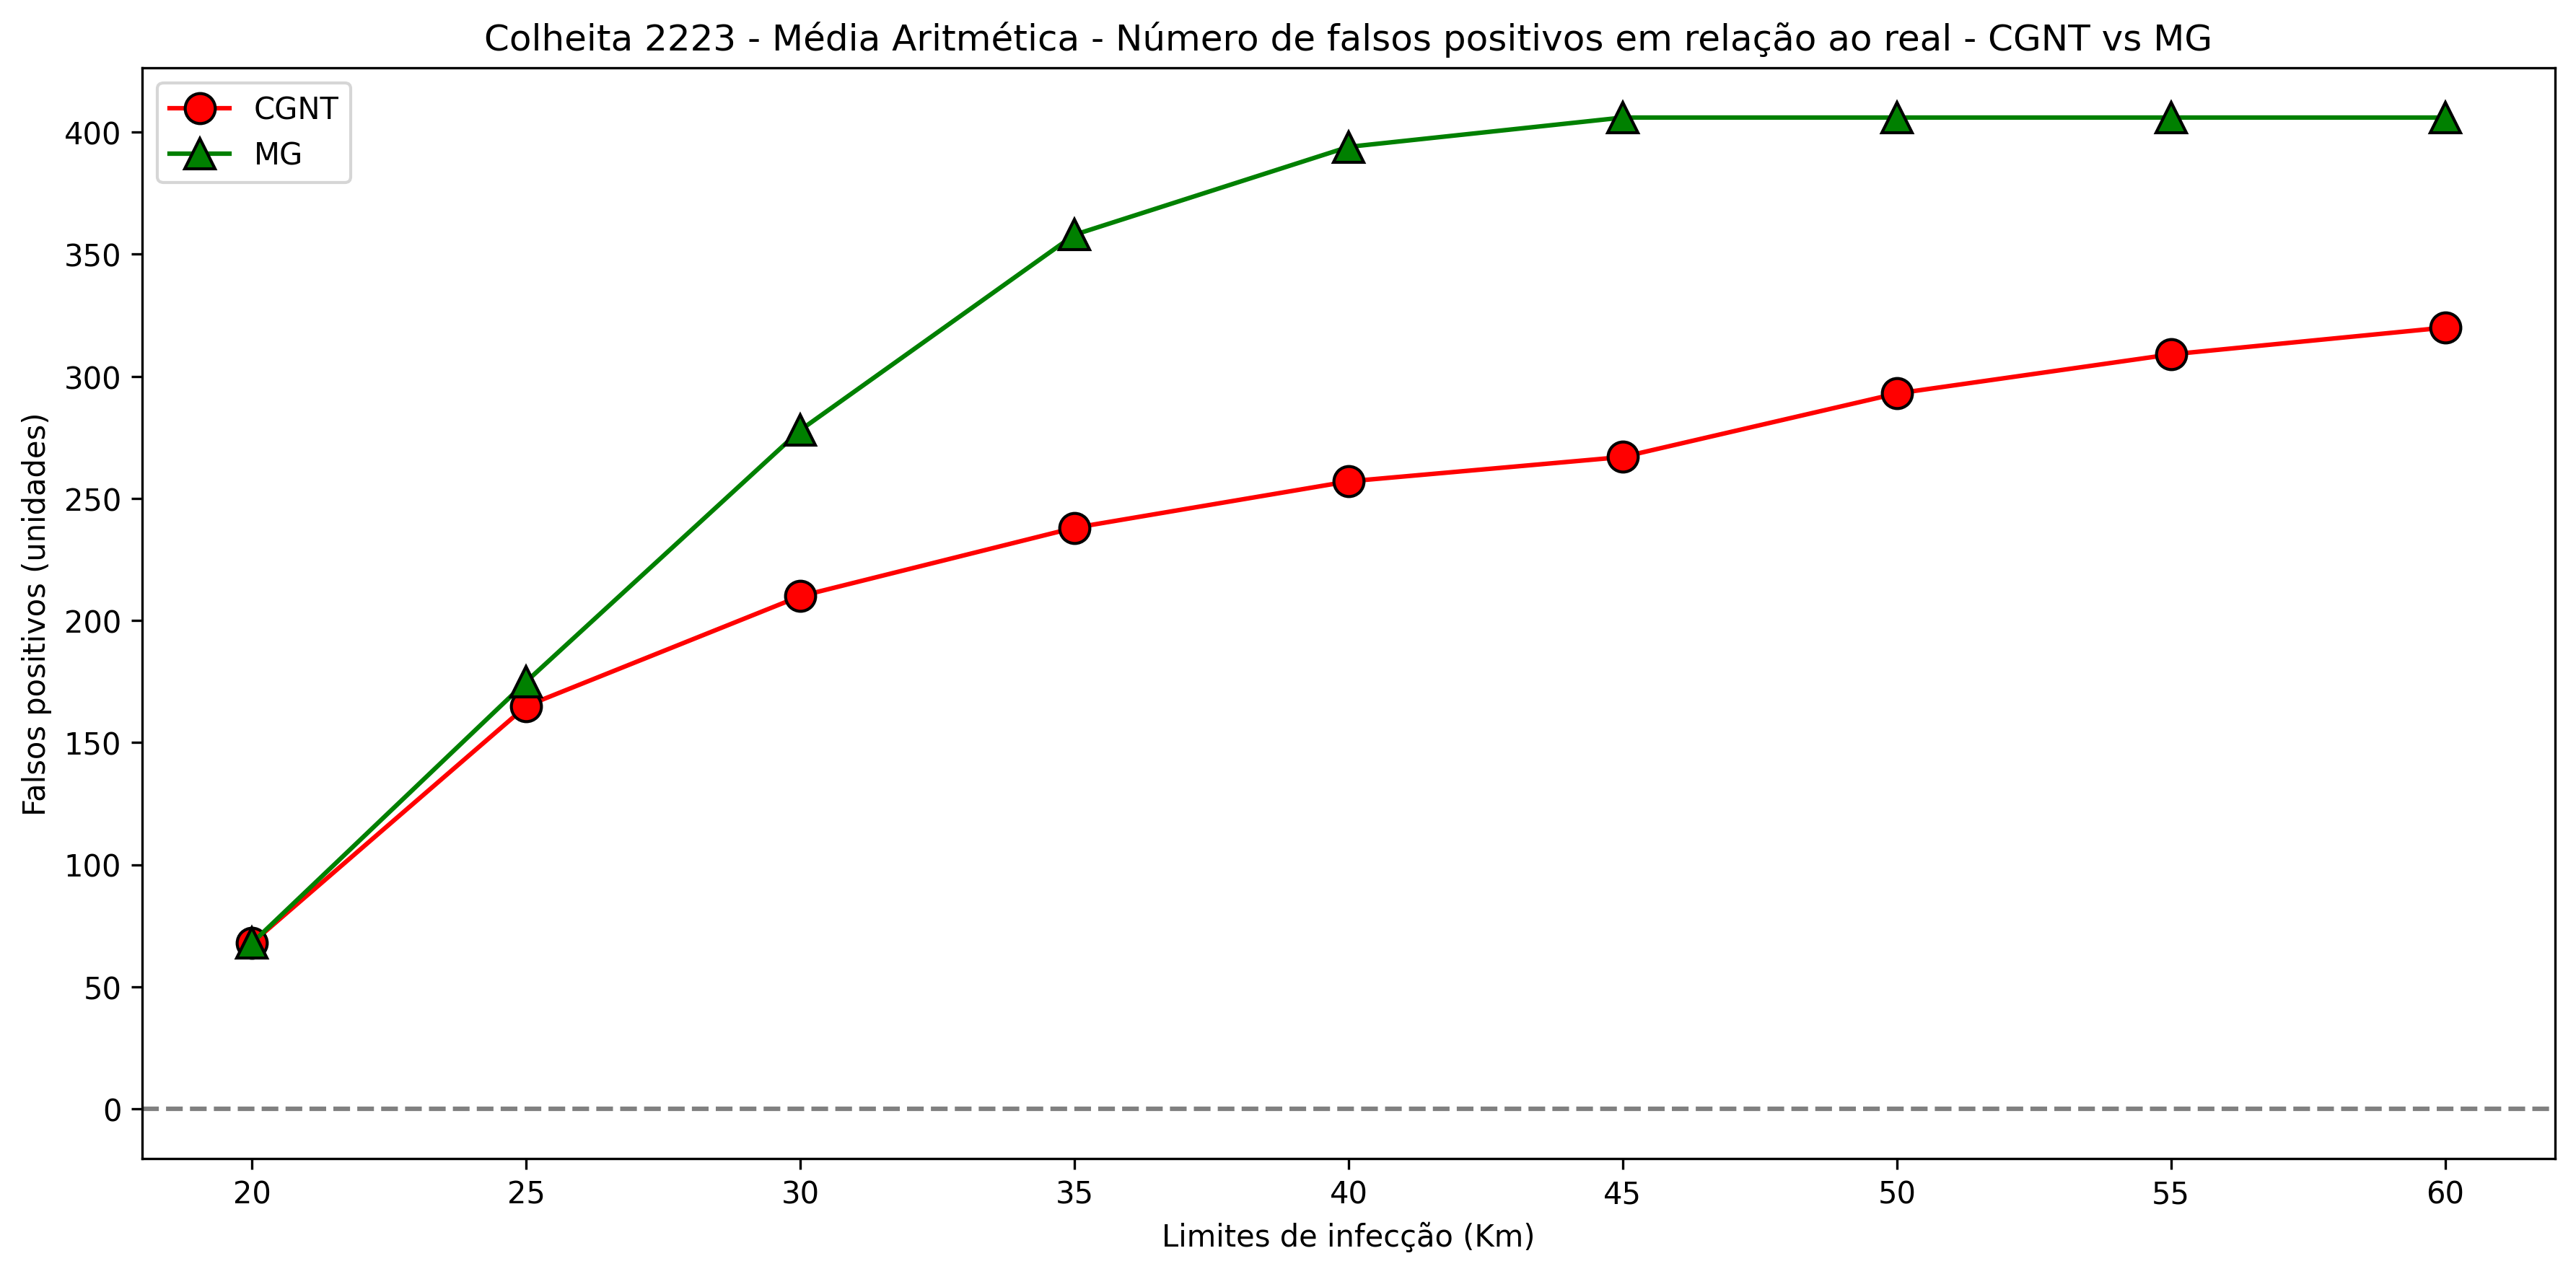 Colheita 2223 - Média Aritmética - Número de falsos positivos em relação ao real - CGNT vs MG
CGNT
MG
Falsos positivos (unidades)
400
350
300
250
200
150
100
50
0
20 25 30 35 40 45 50 55 60
Limites de infecção (Km)